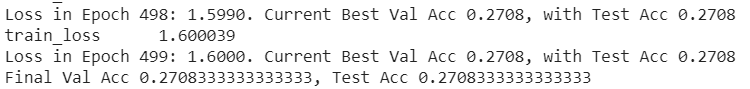 Loss in Epoch 498: 1.5990. Current Best Val Acc 0.2708, with Test Acc 0.2708
train_loss 1.600039
Loss in Epoch 499: 1.6000. Current Best Val Acc 0.2708, with Test Acc 0.2708
Final Val Acc 0.2708333333333333, Test Acc 0.2708333333333333